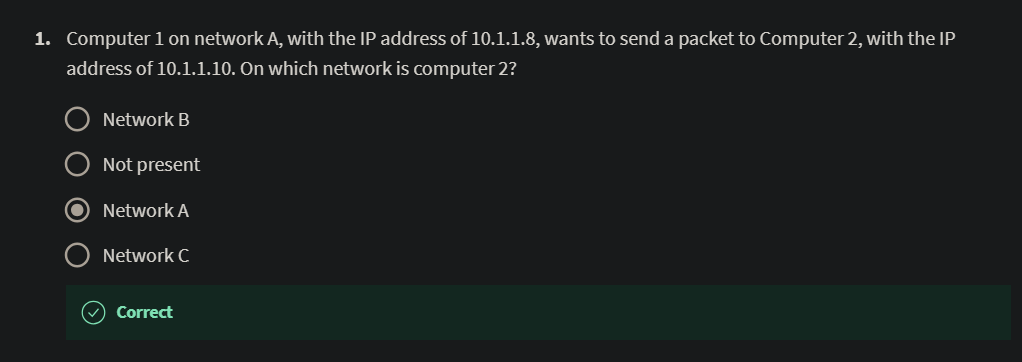 1. Computer 1 on network A, with the IP address of 10.1.1.8, wants to send a packet to Computer 2, with the IP
address of 10.1.1.10. On which network is computer 2?
Network B
Not present
Network A
Network C
Correct